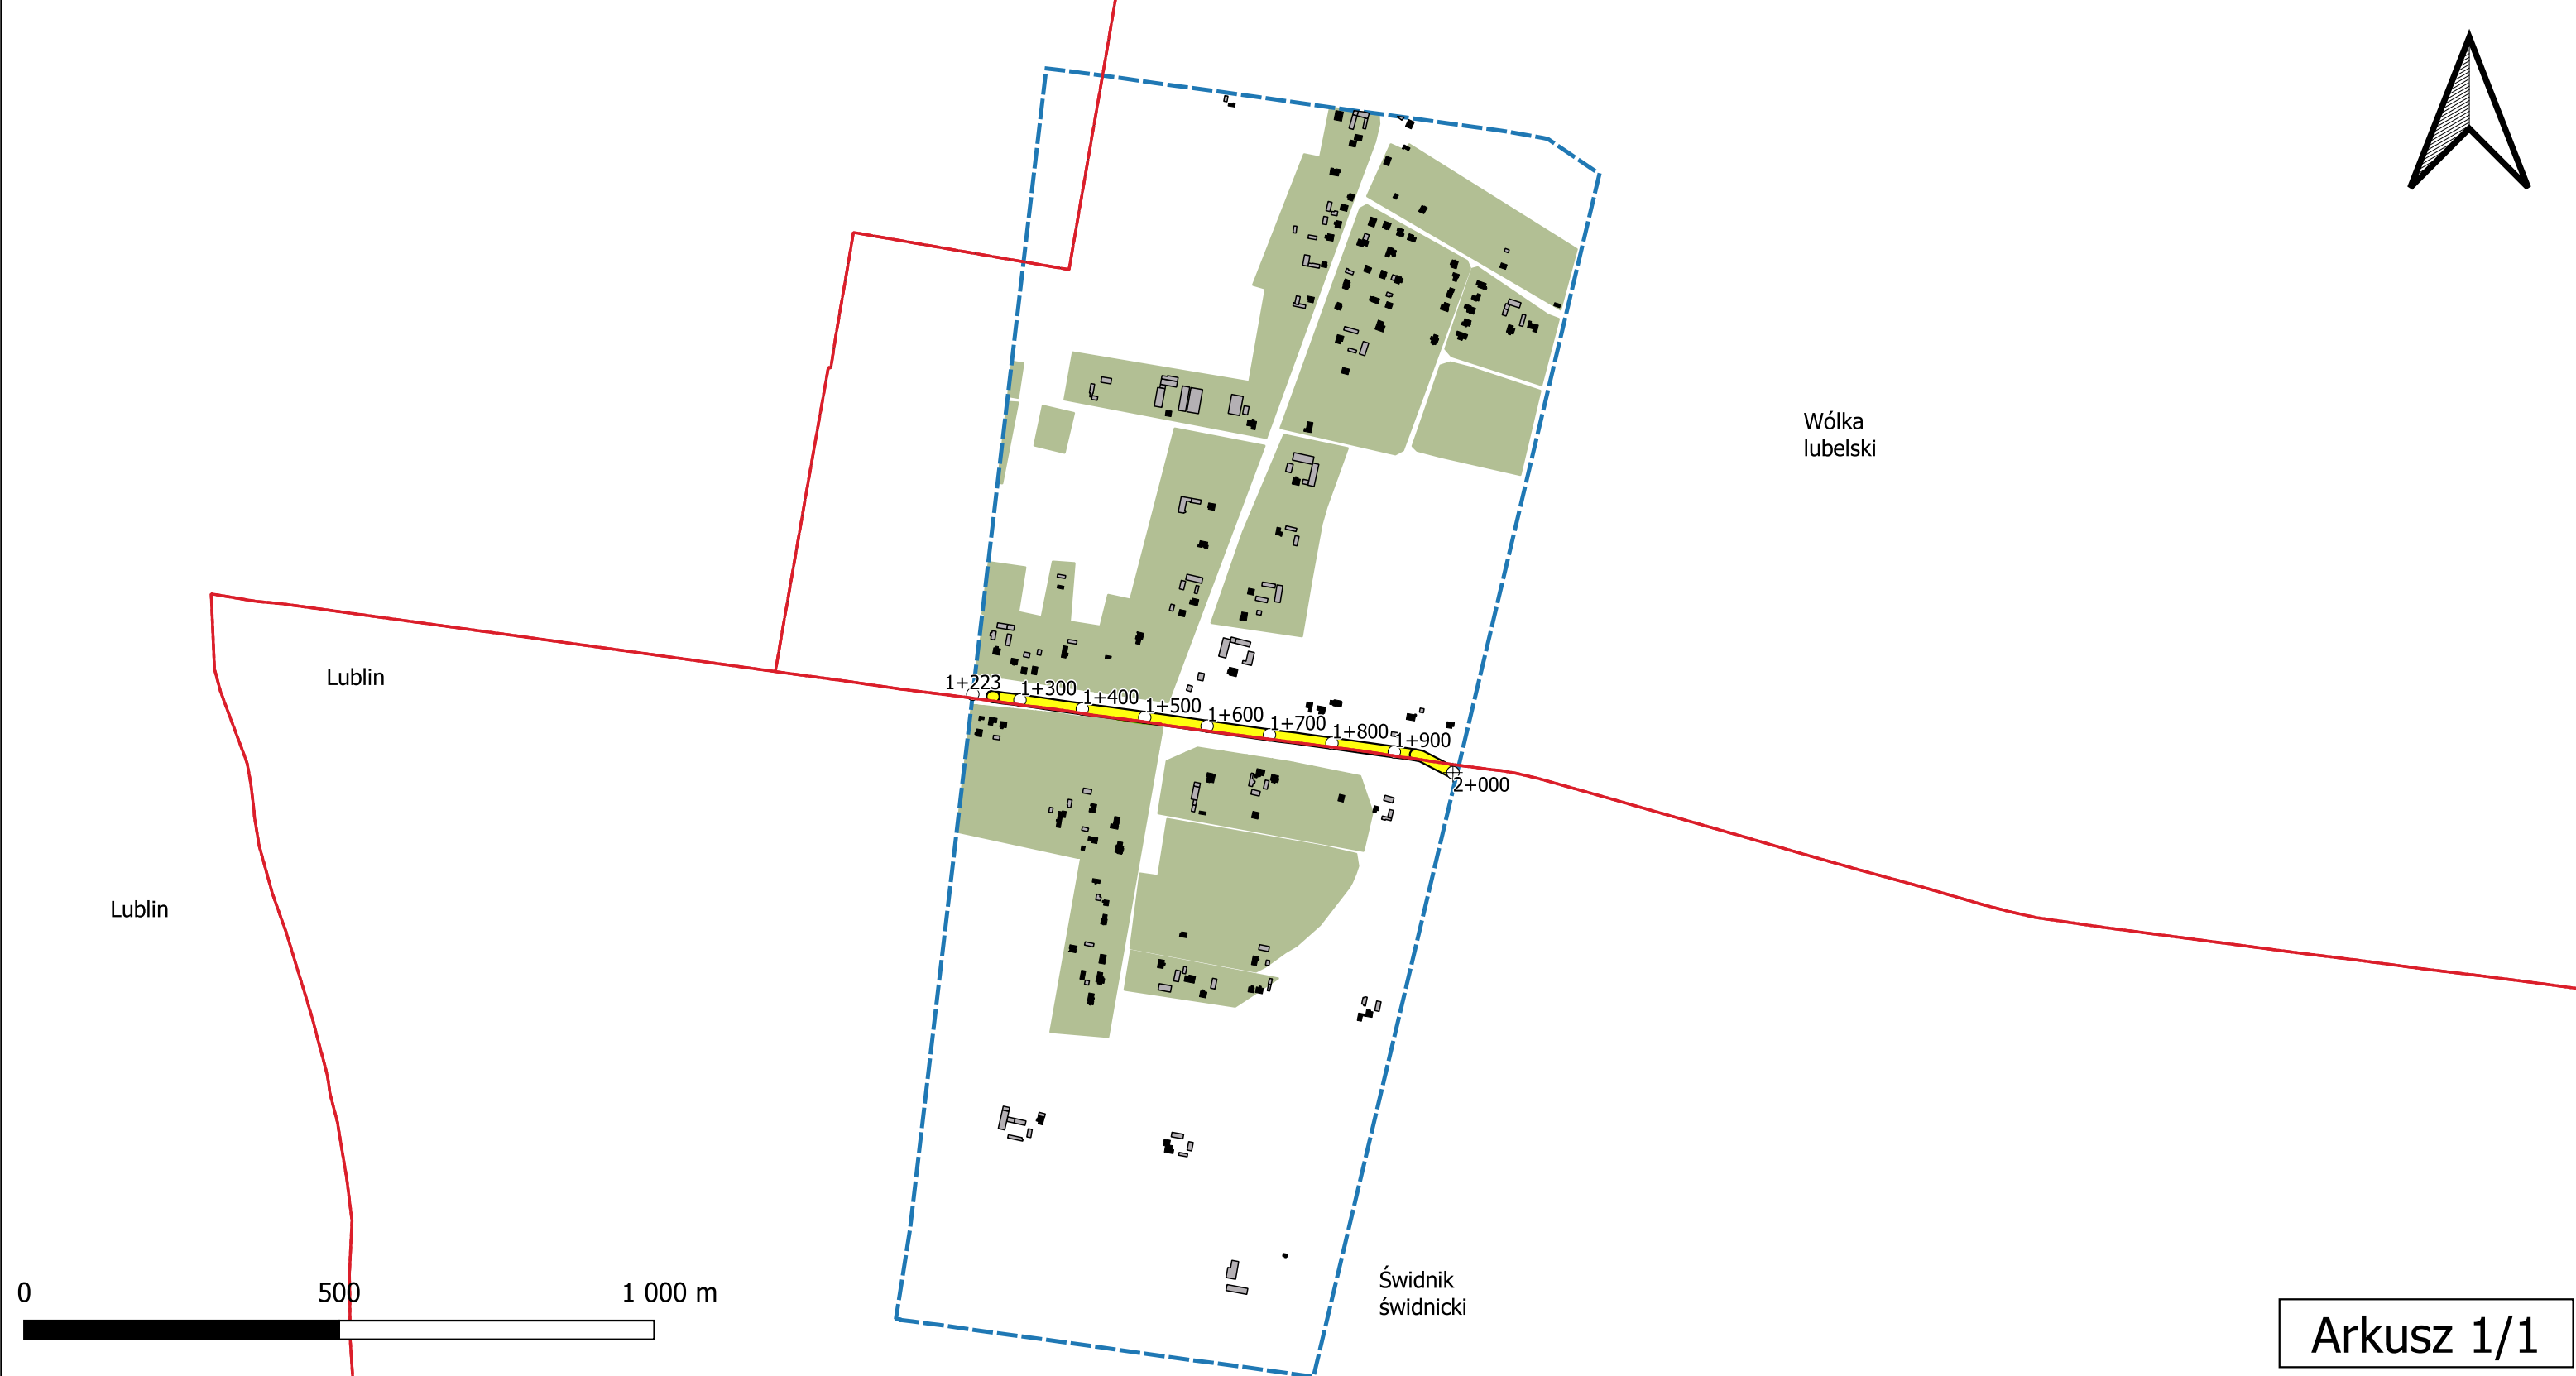 Wólka
lubelski
Lublin
1+223
1+300
1+400
1+500
1+600
1+700
1+800
1+900
2+000
Lublin
0 500 1 000 m
Świdnik
świdnicki
Arkusz 1/1